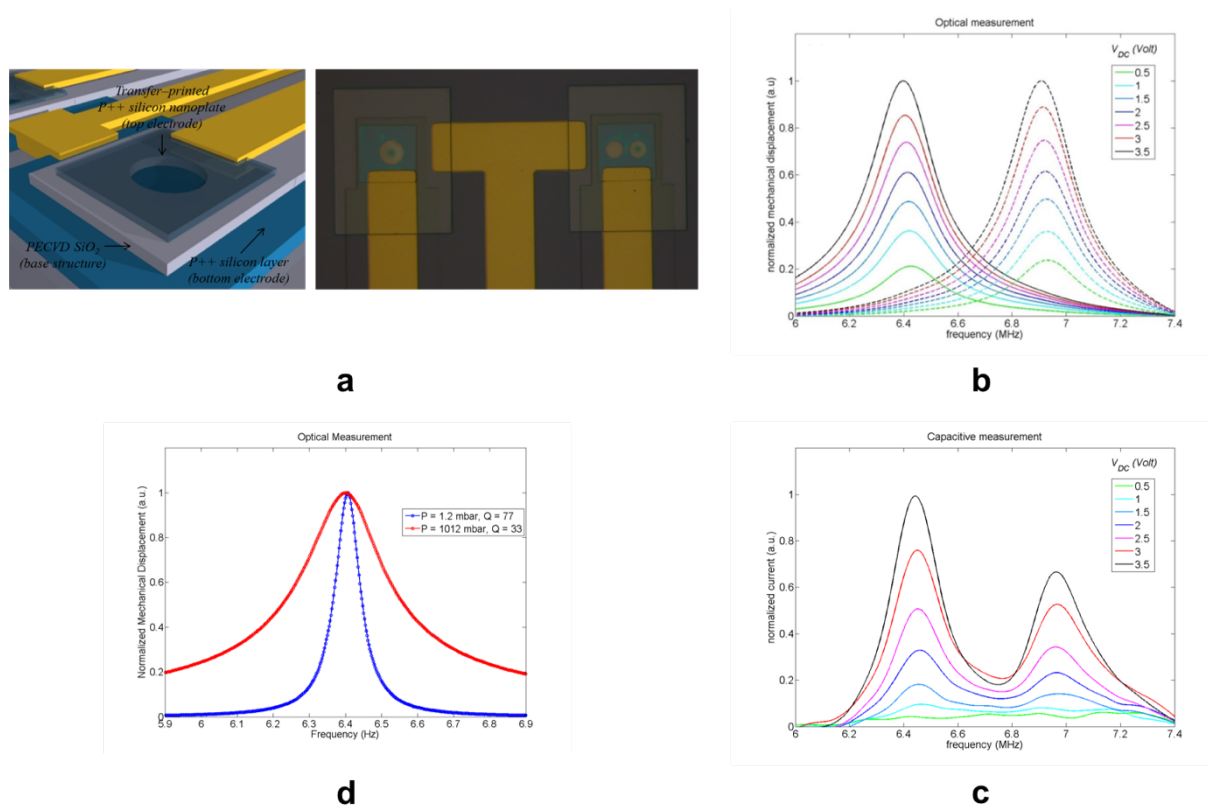 Transfer–printed
P++ silicon nanoplate
(top electrode)
PECVD SiO2
(base structure)
P++ silicon layer
(bottom electrode)
a
Optical measurement
normalized mechanical displacement (a.u)
1
0.8
0.6
0.4
0.2
0
6 6.2 6.4 6.6 6.8 7 7.2 7.4
frequency (MHz)
VDC (Volt)
0.5
1
1.5
2
2.5
3
3.5
b
Optical Measurement
Normalized Mechanical Displacement (a.u.)
1
0.8
0.6
0.4
0.2
0
5.9 6 6.1 6.2 6.3 6.4 6.5 6.6 6.7 6.8 6.9
Frequency (Hz)
P = 1.2 mbar, Q = 77
P = 1012 mbar, Q = 33
d
Capacitive measurement
normalized current (a.u.)
1
0.8
0.6
0.4
0.2
0
6 6.2 6.4 6.6 6.8 7 7.2 7.4
frequency (MHz)
VDC (Volt)
0.5
1
1.5
2
2.5
3
3.5
c